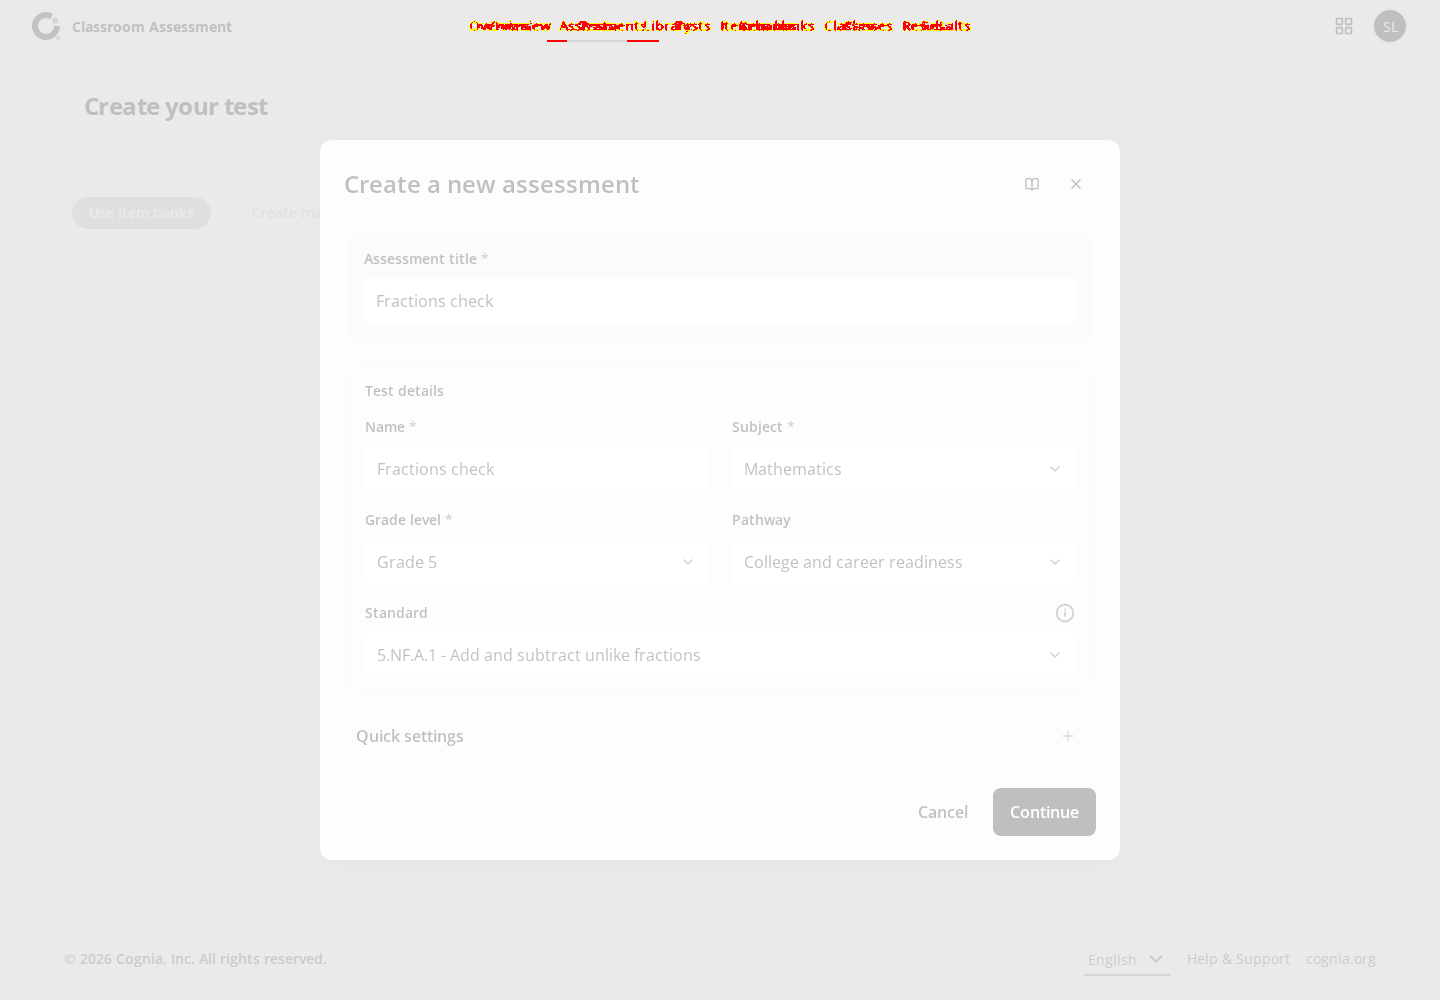 Classroom Assessment
SL
Create your test
Use item banks
Create a new assessment
Assessment title *
Fractions check
Test details
Name *
Subject *
Fractions check
Mathematics
Grade level *
Pathway
Grade 5
College and career readiness
Standard
5.NF.A.1 - Add and subtract unlike fractions
Quick settings
Cancel
Continue
© 2026 Cognia, Inc. All rights reserved.
English
Help & Support
cognia.org